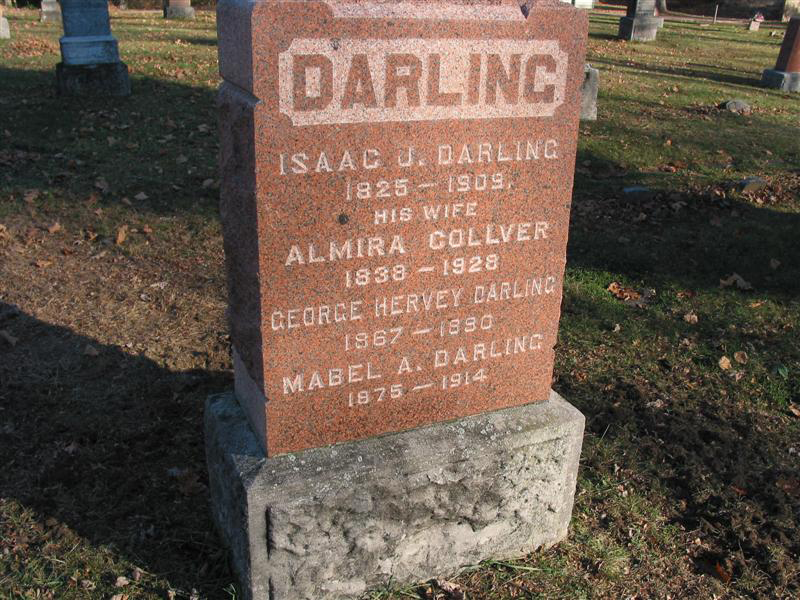 DARLING
ISAAC J. DARLING
1825 – 1909.
HIS WIFE
ALMIRA COLLVER
1838 – 1928
GEORGE HERVEY DARLING
1867 – 1890
MABEL A. DARLING
1875 – 1914